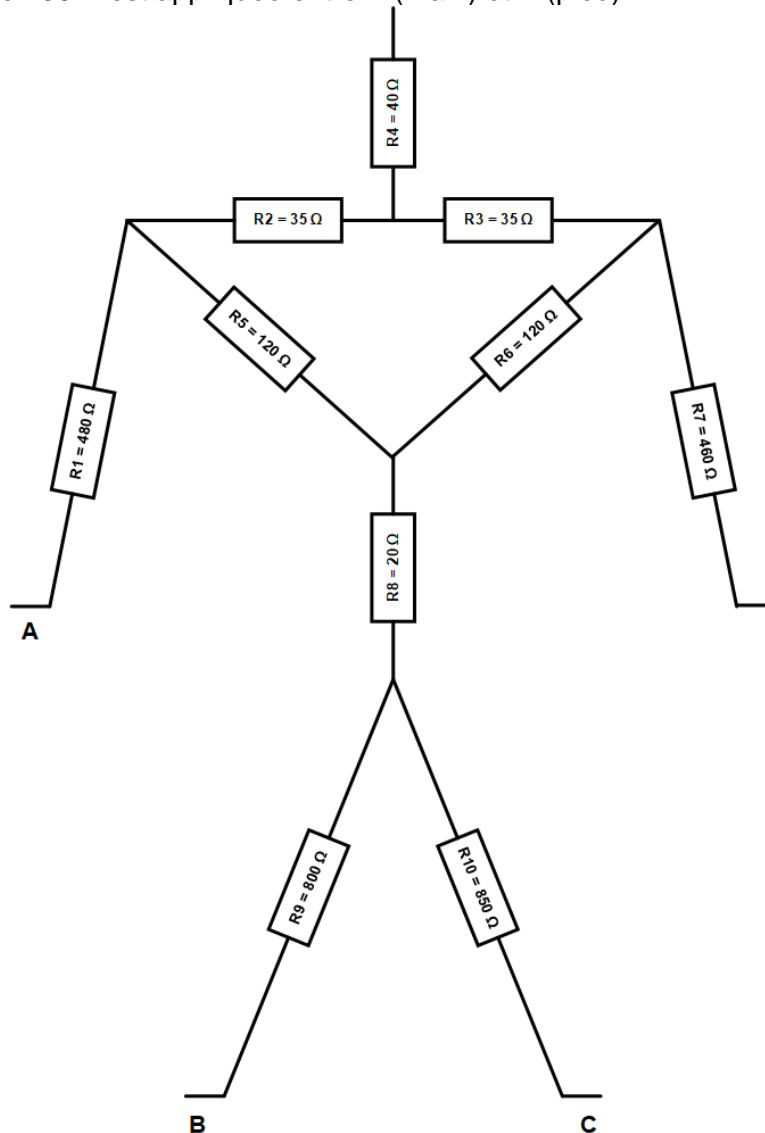 R4 = 40 Ω
R2 = 35 Ω
R3 = 35 Ω
R5 = 120 Ω
R6 = 120 Ω
R1 = 480 Ω
R7 = 460 Ω
R8 = 20 Ω
A
R9 = 800 Ω
R10 = 850 Ω
B
C